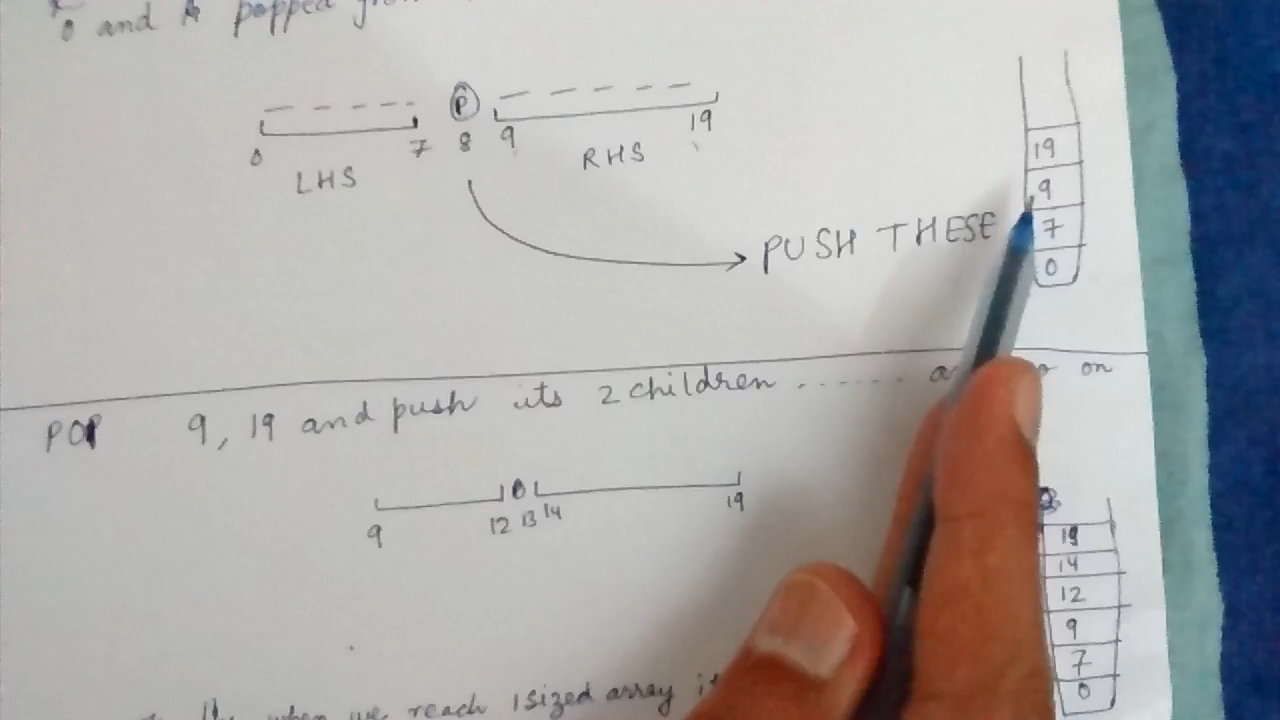 0 and popped from
P
0 7 8 9 19
LHS
RHS
PUSH THESE
19
9
7
0
POP 9, 19 and push its 2 children ...... on
9 12 13 14 19
19
14
12
9
7
0
when we reach 1 sized array